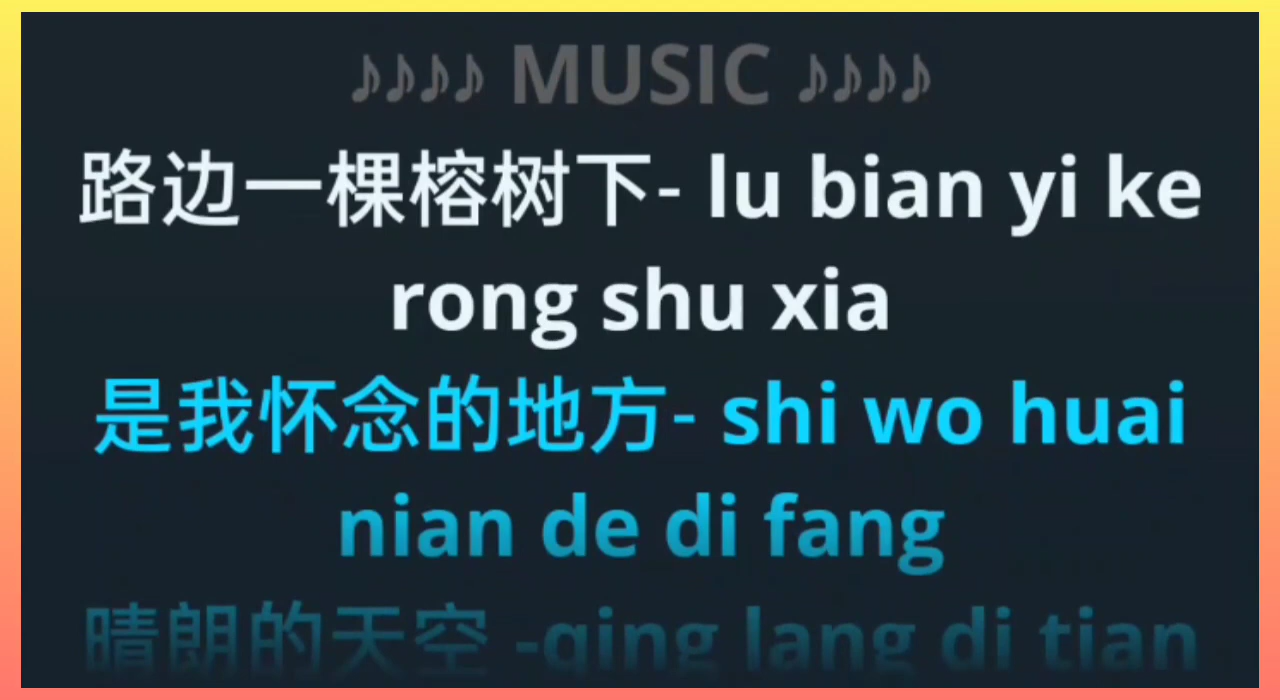 ♪♪♪♪ MUSIC ♪♪♪♪
路边一棵榕树下- lu bian yi ke
rong shu xia
是我怀念的地方- shi wo huai
nian de di fang
晴朗的天空 -qing lang di tian